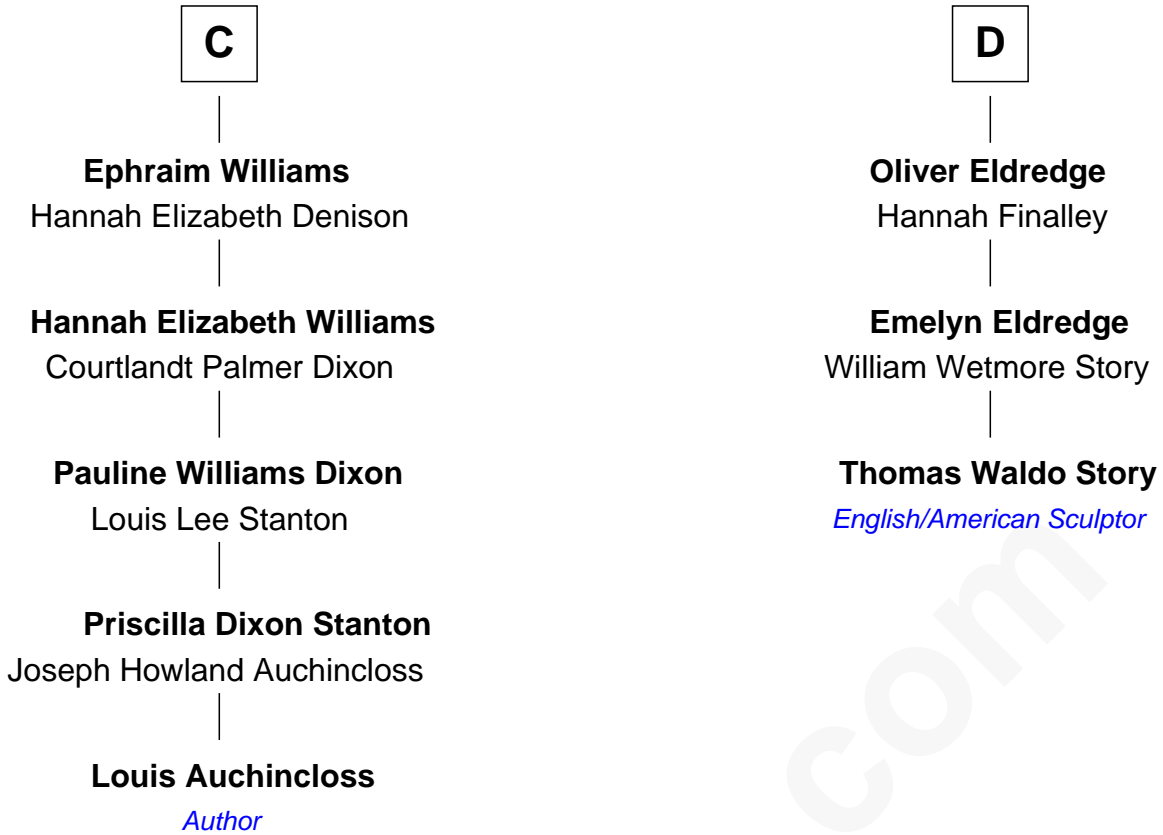 C
Ephraim Williams
Hannah Elizabeth Denison
Hannah Elizabeth Williams
Courtlandt Palmer Dixon
Pauline Williams Dixon
Louis Lee Stanton
Priscilla Dixon Stanton
Joseph Howland Auchincloss
Louis Auchincloss
Author
D
Oliver Eldredge
Hannah Finalley
Emelyn Eldredge
William Wetmore Story
Thomas Waldo Story
English/American Sculptor
com